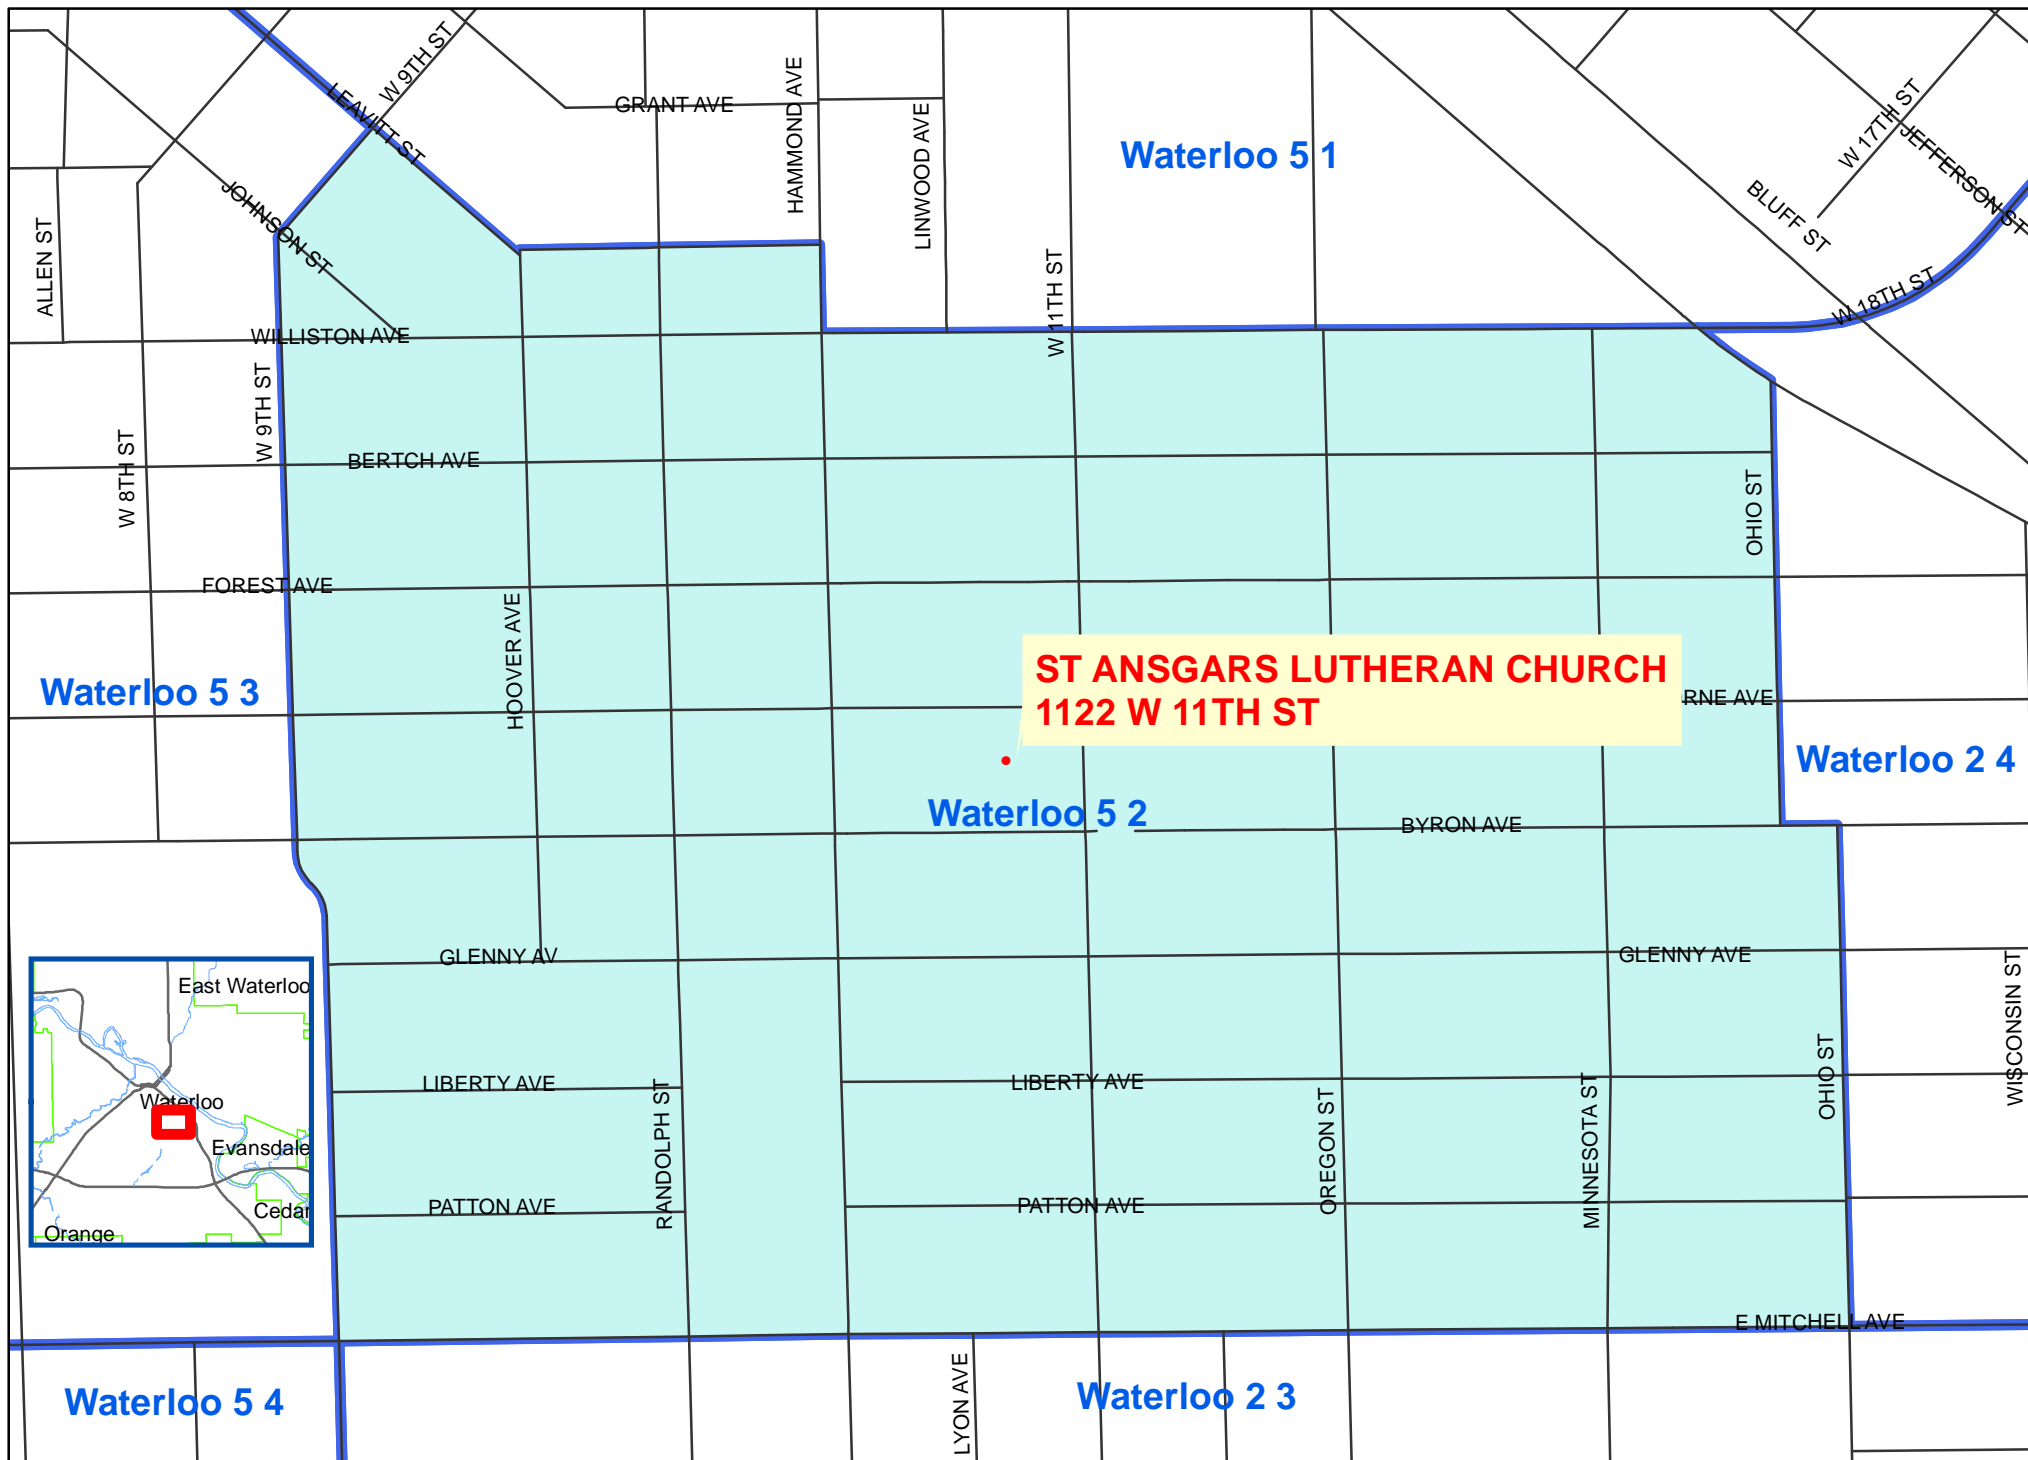 W 9TH ST
LEAVITT ST
GRANT AVE
HAMMOND AVE
LINWOOD AVE
Waterloo 5 1
W 17TH ST
JEFFERSON ST
BLUFF ST
W 18TH ST
JOHNSON ST
ALLEN ST
W 11TH ST
WILLISTON AVE
W 9TH ST
W 8TH ST
BERTCH AVE
OHIO ST
FOREST AVE
HOOVER AVE
ST ANSGARS LUTHERAN CHURCH
1122 W 11TH ST
RNE AVE
Waterloo 5 3
Waterloo 2 4
Waterloo 5 2
BYRON AVE
GLENNY AV
GLENNY AVE
WISCONSIN ST
East Waterloo
Waterloo
Evansdale
Cedar
Orange
LIBERTY AVE
LIBERTY AVE
RANDOLPH ST
OREGON ST
MINNESOTA ST
OHIO ST
PATTON AVE
PATTON AVE
E MITCHELL AVE
LYON AVE
Waterloo 5 4
Waterloo 2 3